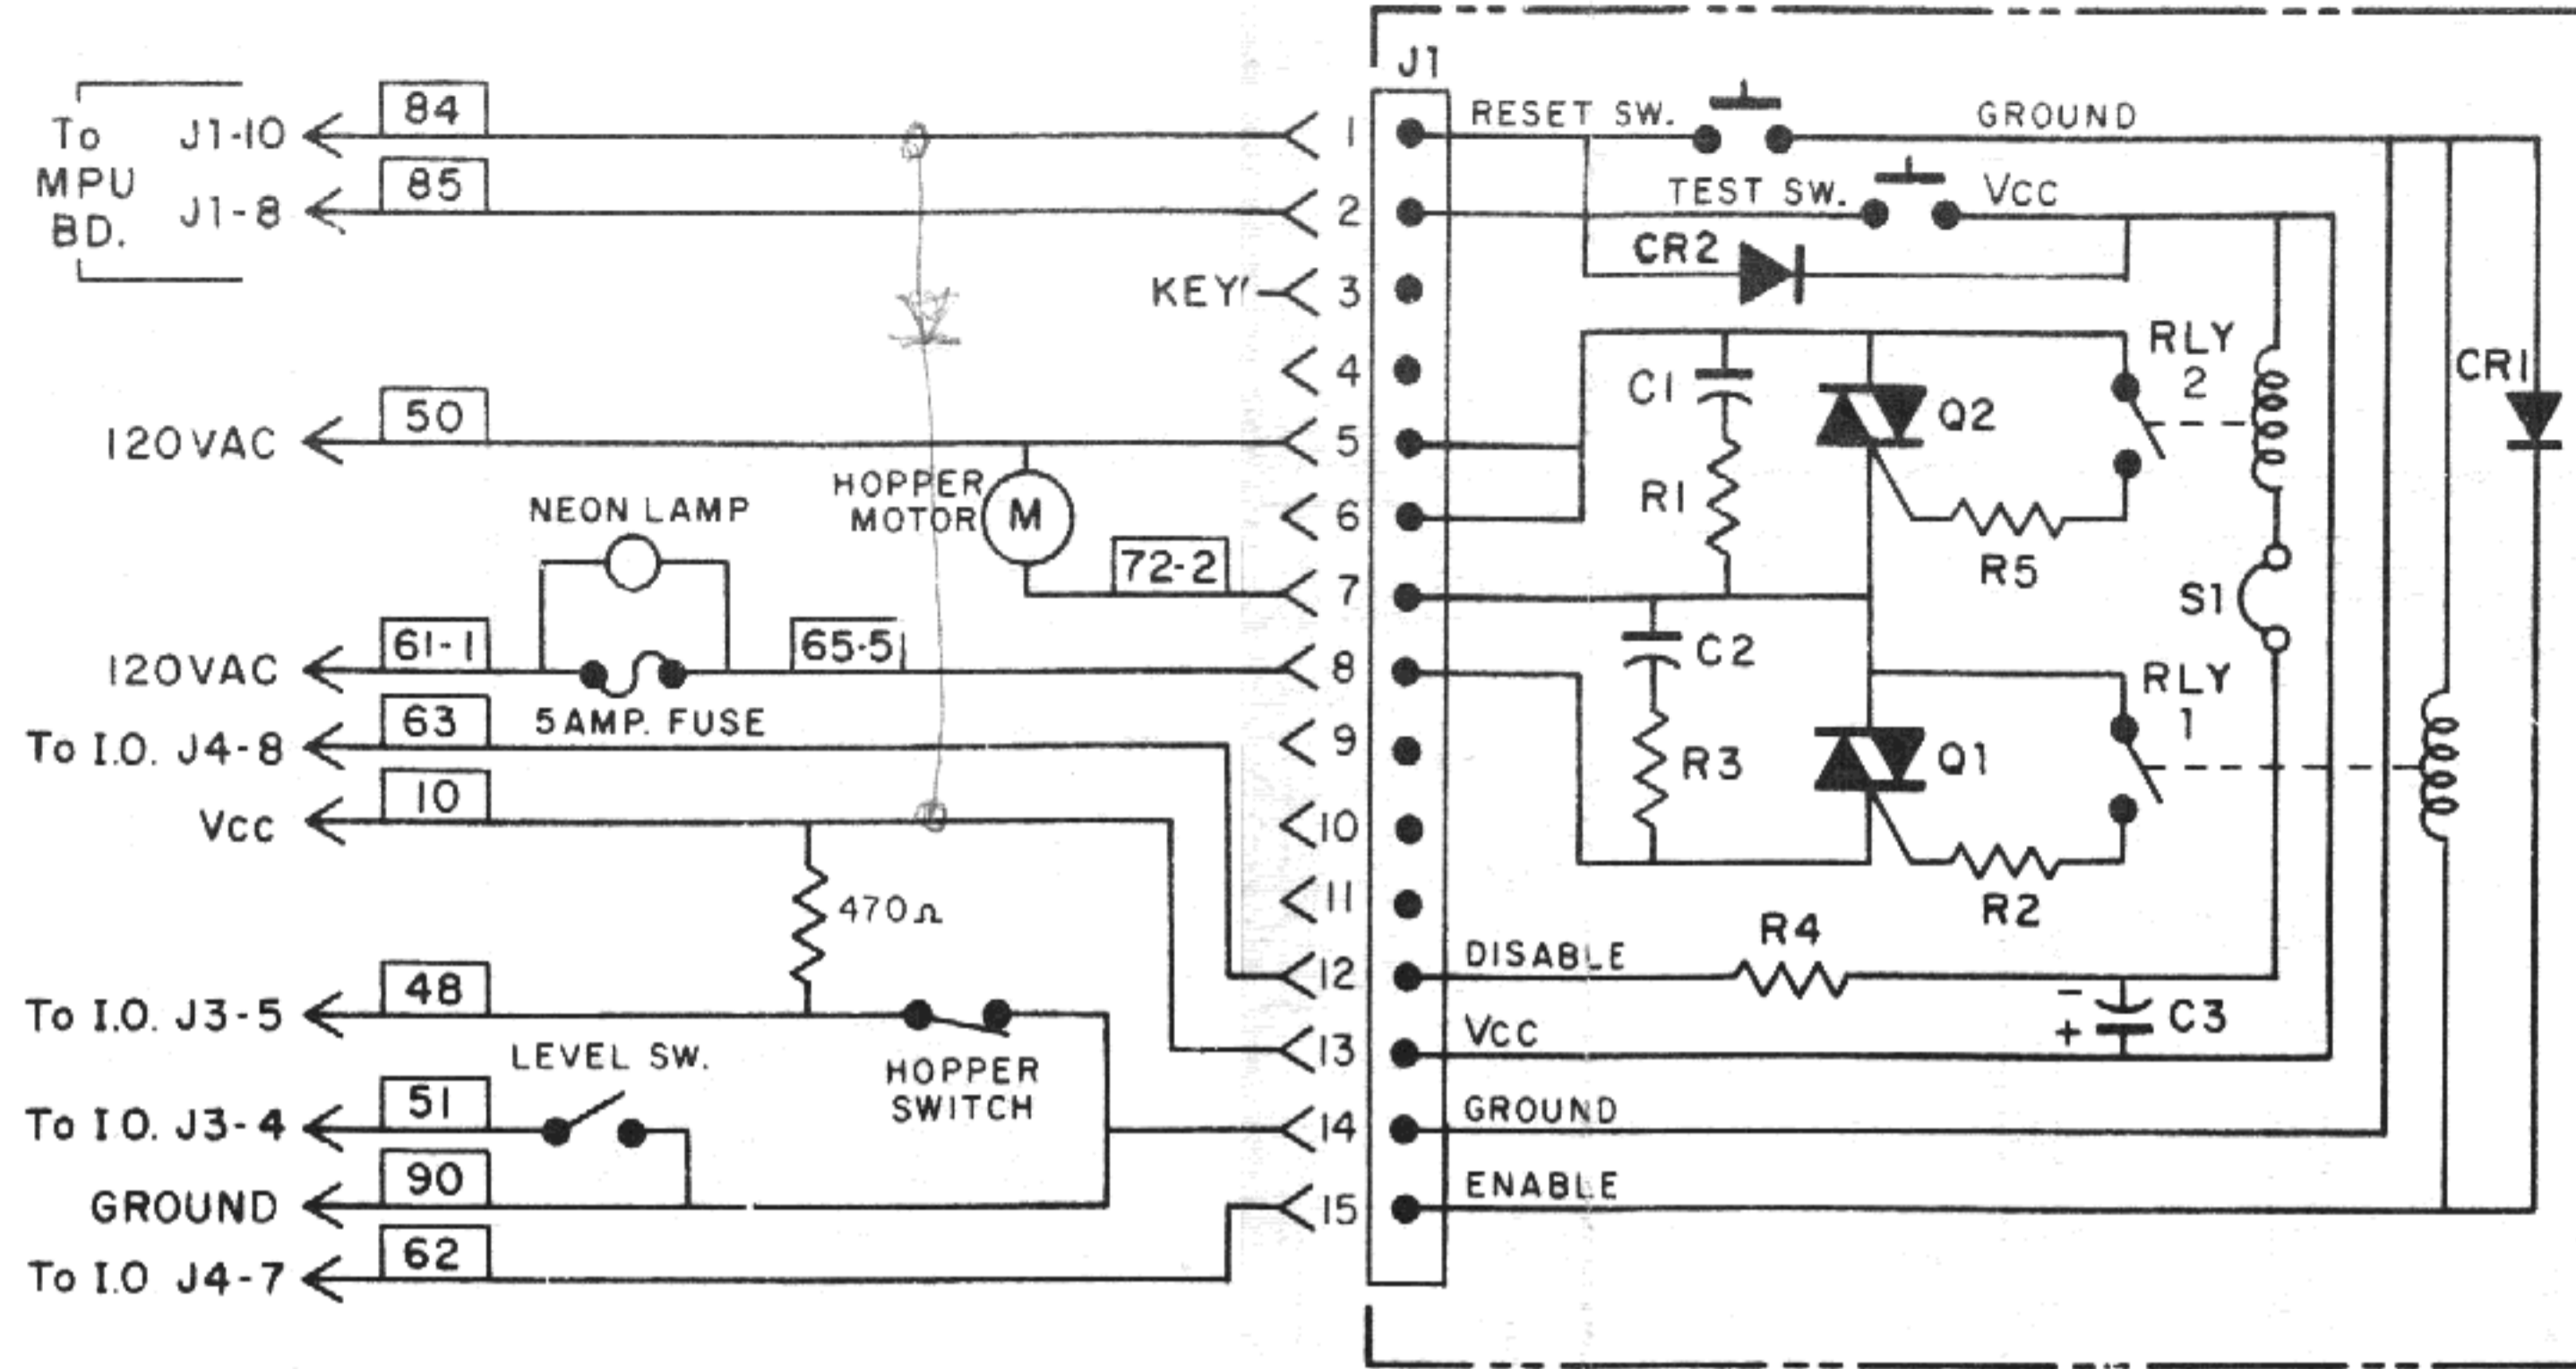 J1
84
To
MPU
BD.
J1-10
1
RESET SW.
GROUND
85
J1-8
2
TEST SW.
VCC
CR2
KEY
3
4
RLY
2
CR1
C1
Q2
50
120VAC
5
HOPPER
MOTOR
M
R1
6
NEON LAMP
R5
72-2
7
S1
61-1
65-5
120VAC
8
C2
RLY
1
63
5 AMP. FUSE
To I.O. J4-8
9
R3
Q1
10
Vcc
10
470Ω
11
R2
R4
48
12
DISABLE
To I.O. J3-5
- 
+
C3
HOPPER
SWITCH
13
VCC
LEVEL SW.
51
To I.O. J3-4
14
GROUND
90
GROUND
15
ENABLE
62
To I.O J4-7